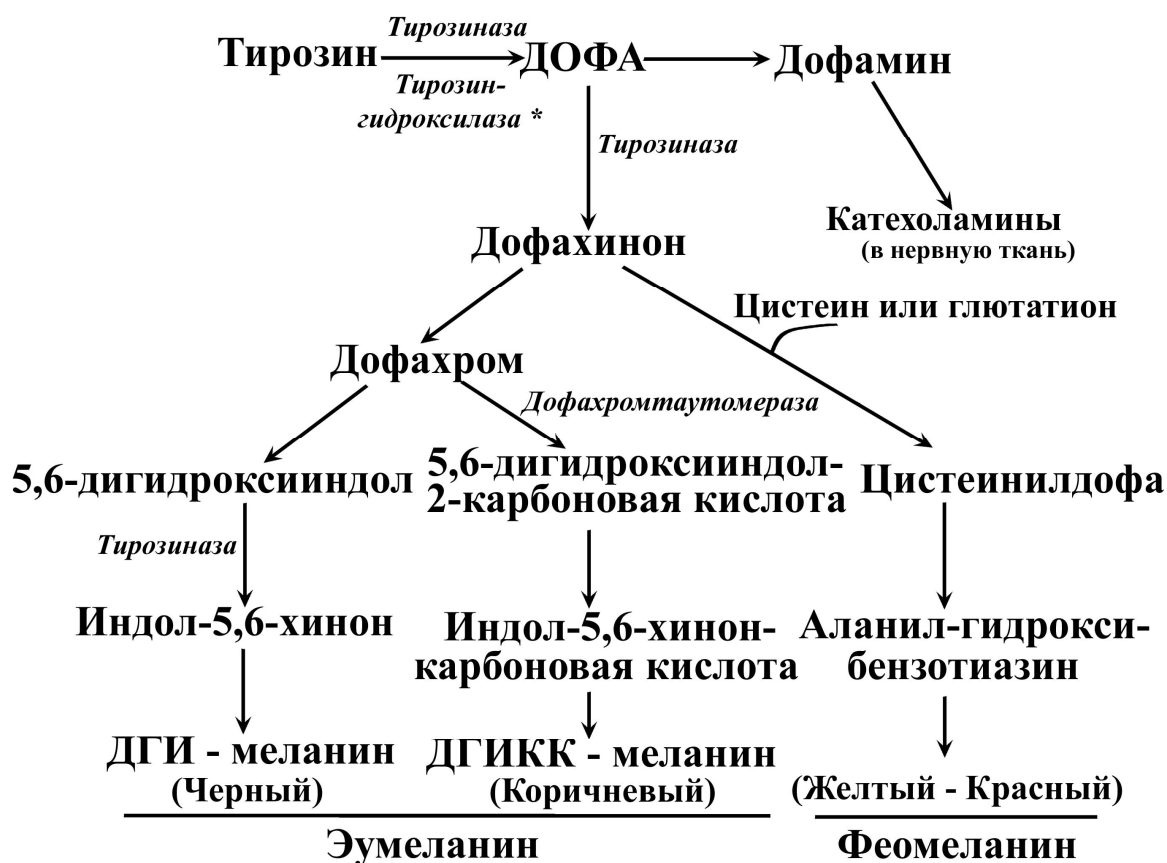 Тирозиназа
Тирозин
ДОФА
Дофамин
Тирозин-
гидроксилаза *
Тирозиназа
Катехоламины
(в нервную ткань)
Дофахинон
Цистеин или глютатион
Дофахром
Дофахромтаутомераза
5,6-дигидроксииндол
5,6-дигидроксииндол-
2-карбоновая кислота
Цистеинилдофа
Тирозиназа
Индол-5,6-хинон
Индол-5,6-хинон-
карбоновая кислота
Аланил-гидрокси-
бензотиазин
ДГИ - меланин
(Черный)
ДГИКК - меланин
(Коричневый)
(Желтый - Красный)
Эумеланин
Феомеланин